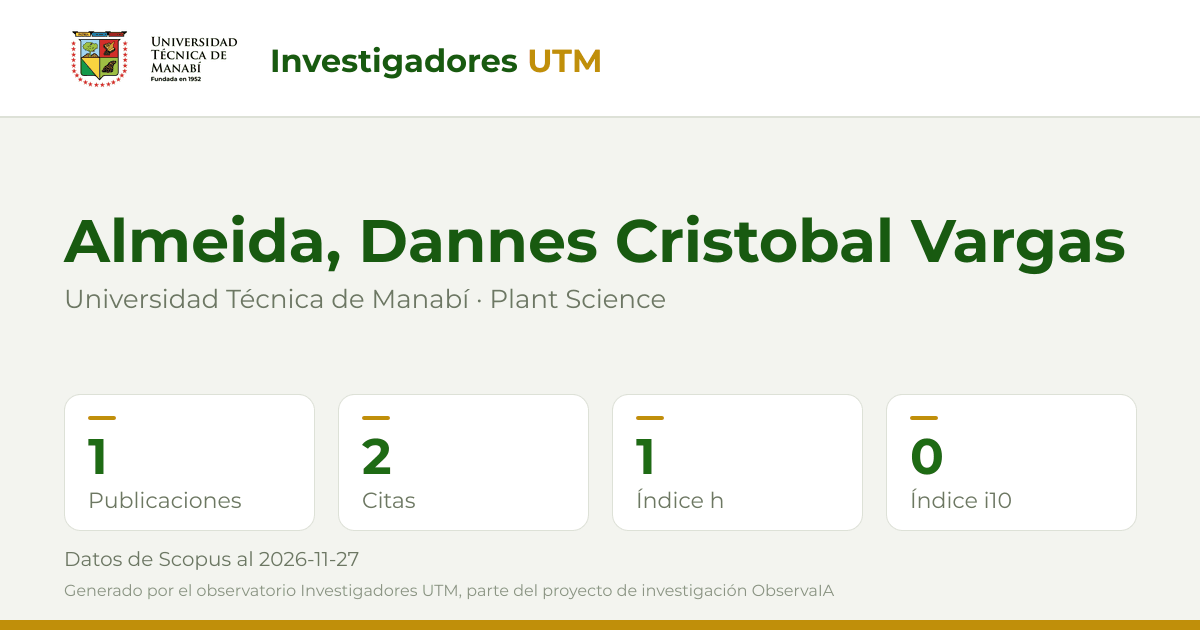 UNIVERSIDAD
TÉCNICA DE
MANABÍ
Fundada en 1952
Investigadores UTM
Almeida, Dannes Cristobal Vargas
Universidad Técnica de Manabí · Plant Science
1
Publicaciones
2
Citas
1
Índice h
0
Índice i10
Datos de Scopus al 2026-11-27
Generado por el observatorio Investigadores UTM, parte del proyecto de investigación ObservaIA